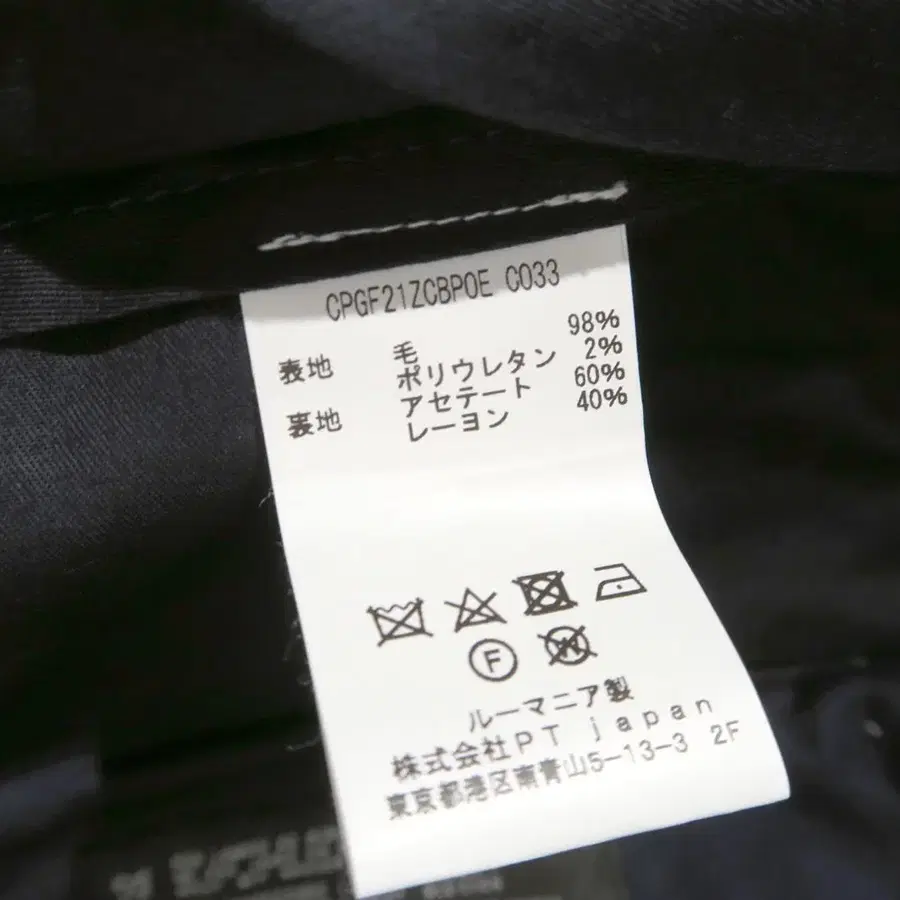 CPGF21ZCBP0E C033
表地 毛 98%
ポリウレタン 2%
裏地 アセテート 60%
レーヨン 40%
F
W
ルーマニア製
株式会社PT japan
東京都港区南青山5-13-3 2F